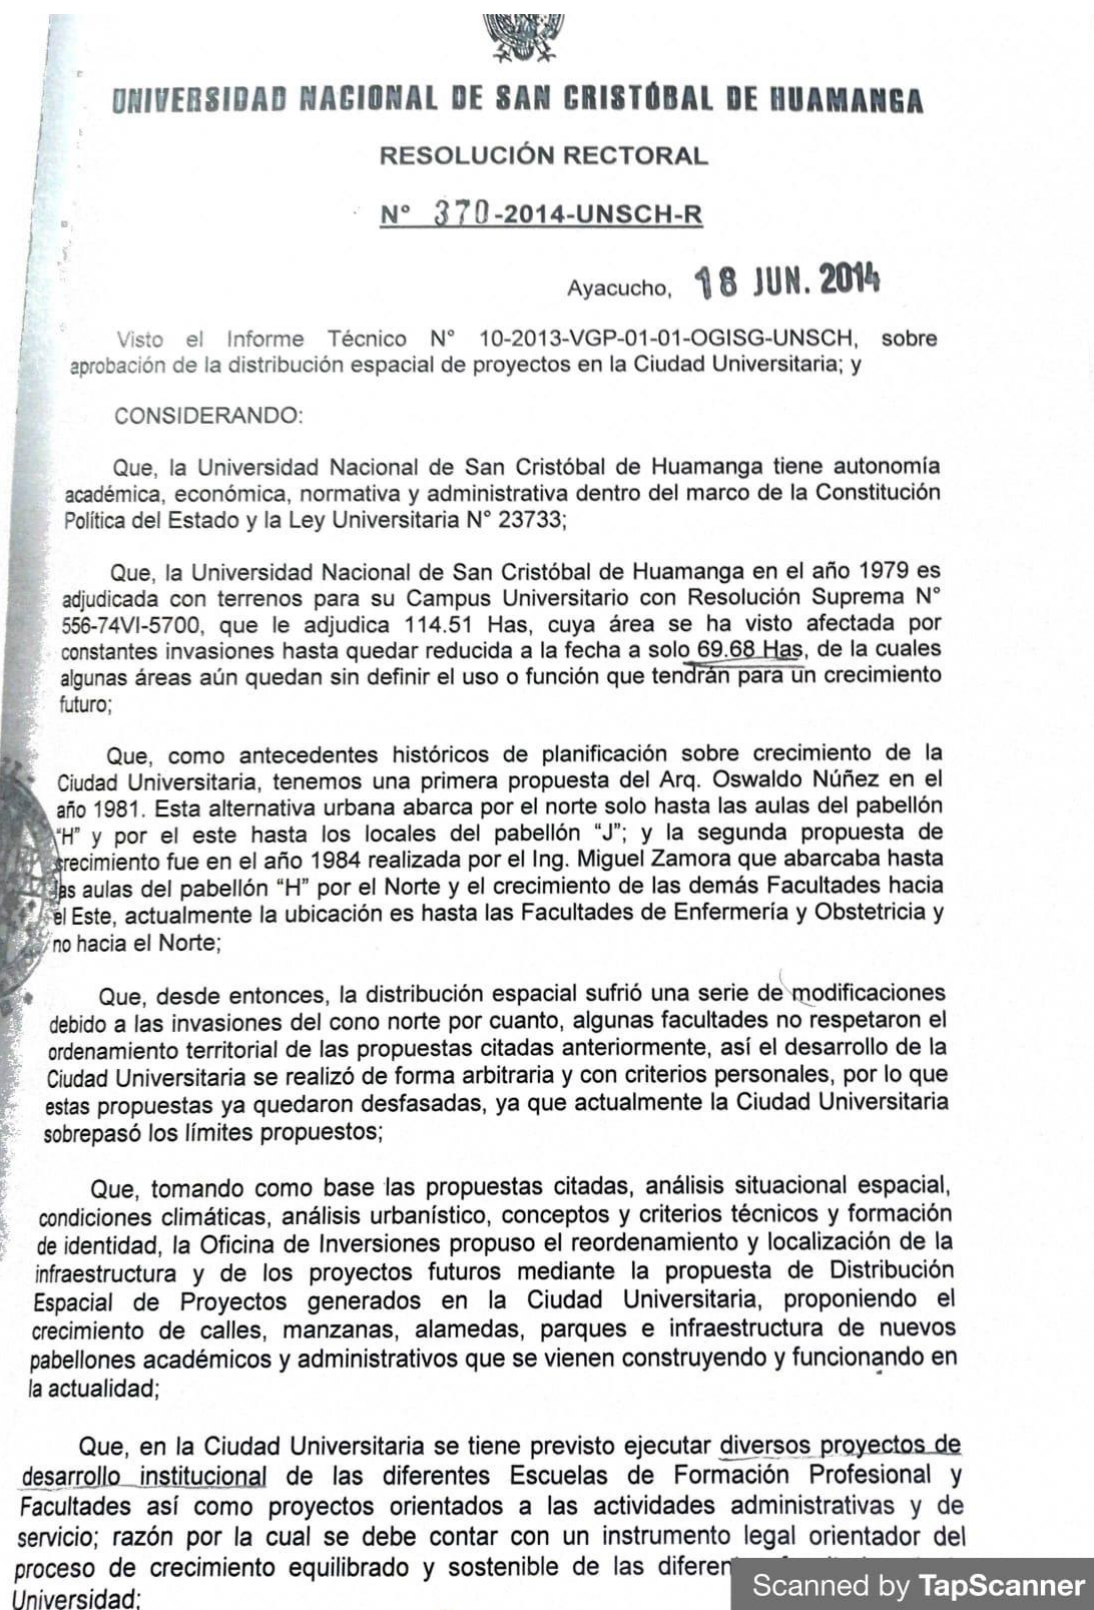 UNIVERSIDAD NACIONAL DE SAN CRISTÓBAL DE HUAMANGA
RESOLUCIÓN RECTORAL
N° 370-2014-UNSCH-R
Ayacucho, 18 JUN. 2014
Visto el Informe Técnico N° 10-2013-VGP-01-01-OGISG-UNSCH, sobre
aprobación de la distribución espacial de proyectos en la Ciudad Universitaria; y
CONSIDERANDO:
Que, la Universidad Nacional de San Cristóbal de Huamanga tiene autonomía
académica, económica, normativa y administrativa dentro del marco de la Constitución
Política del Estado y la Ley Universitaria N° 23733;
Que, la Universidad Nacional de San Cristóbal de Huamanga en el año 1979 es
adjudicada con terrenos para su Campus Universitario con Resolución Suprema N°
556-74VI-5700, que le adjudica 114.51 Has, cuya área se ha visto afectada por
constantes invasiones hasta quedar reducida a la fecha a solo 69.68 Has, de la cuales
algunas áreas aún quedan sin definir el uso o función que tendrán para un crecimiento
futuro;
Que, como antecedentes históricos de planificación sobre crecimiento de la
Ciudad Universitaria, tenemos una primera propuesta del Arq. Oswaldo Núñez en el
año 1981. Esta alternativa urbana abarca por el norte solo hasta las aulas del pabellón
“H” y por el este hasta los locales del pabellón “J”; y la segunda propuesta de
crecimiento fue en el año 1984 realizada por el Ing. Miguel Zamora que abarcaba hasta
las aulas del pabellón “H” por el Norte y el crecimiento de las demás Facultades hacia
el Este, actualmente la ubicación es hasta las Facultades de Enfermería y Obstetricia y
no hacia el Norte;
Que, desde entonces, la distribución espacial sufrió una serie de modificaciones
debido a las invasiones del cono norte por cuanto, algunas facultades no respetaron el
ordenamiento territorial de las propuestas citadas anteriormente, así el desarrollo de la
Ciudad Universitaria se realizó de forma arbitraria y con criterios personales, por lo que
estas propuestas ya quedaron desfasadas, ya que actualmente la Ciudad Universitaria
sobrepasó los límites propuestos;
Que, tomando como base las propuestas citadas, análisis situacional espacial,
condiciones climáticas, análisis urbanístico, conceptos y criterios técnicos y formación
de identidad, la Oficina de Inversiones propuso el reordenamiento y localización de la
infraestructura y de los proyectos futuros mediante la propuesta de Distribución
Espacial de Proyectos generados en la Ciudad Universitaria, proponiendo el
crecimiento de calles, manzanas, alamedas, parques e infraestructura de nuevos
pabellones académicos y administrativos que se vienen construyendo y funcionando en
la actualidad;
Que, en la Ciudad Universitaria se tiene previsto ejecutar diversos proyectos de
desarrollo institucional de las diferentes Escuelas de Formación Profesional y
Facultades así como proyectos orientados a las actividades administrativas y de
servicio; razón por la cual se debe contar con un instrumento legal orientador del
proceso de crecimiento equilibrado y sostenible de las
Universidad;
Scanned by TapScanner